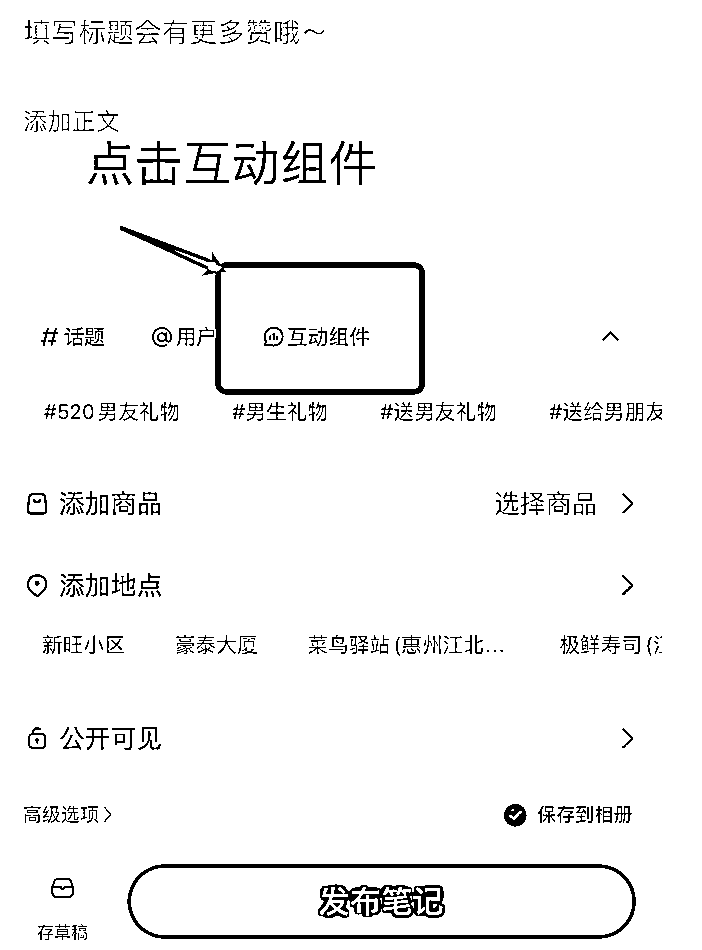 填写标题会有更多赞哦～
添加正文
点击互动组件
# 话题 @用户 互动组件
#520男友礼物 #男生礼物 #送男友礼物 #送给男朋友
添加商品 选择商品
添加地点
新旺小区 豪泰大厦 菜鸟驿站(惠州江北... 极鲜寿司(江
公开可见
高级选项 保存到相册
存草稿 发布笔记